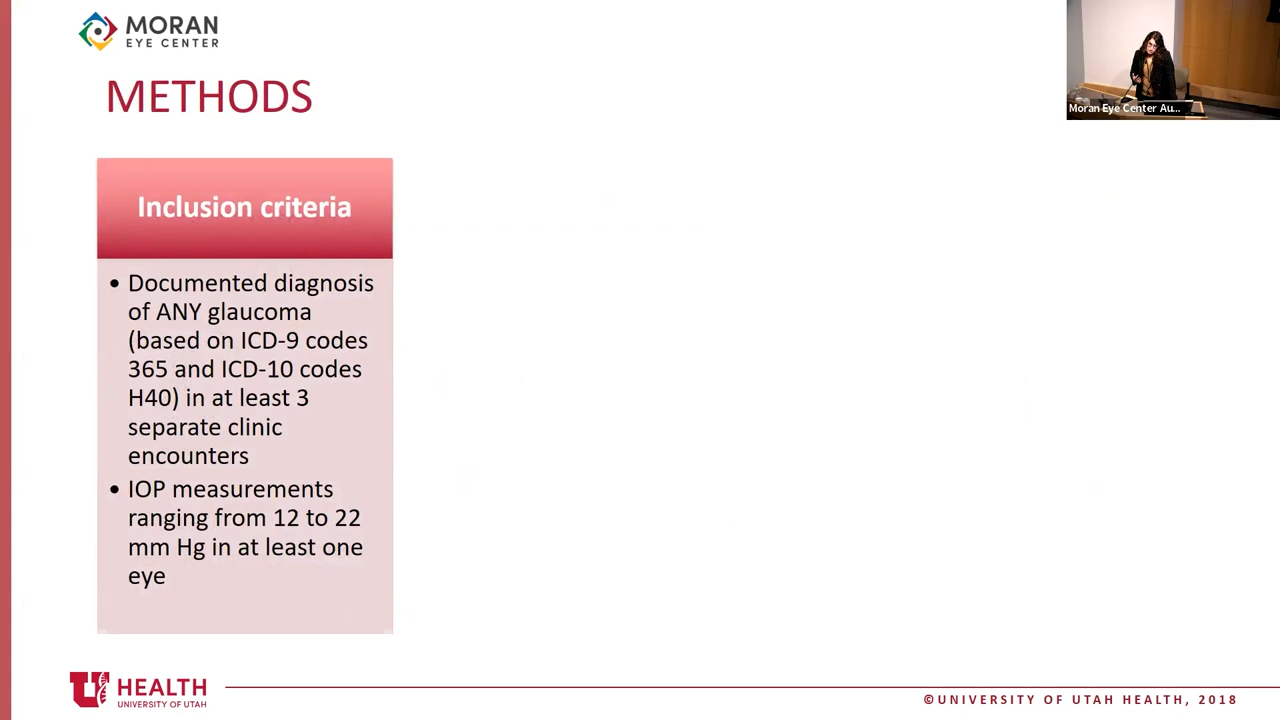 MORAN
EYE CENTER
METHODS
Moran Eye Center Au...
Inclusion criteria
• Documented diagnosis
of ANY glaucoma
(based on ICD-9 codes
365 and ICD-10 codes
H40) in at least 3
separate clinic
encounters
• IOP measurements
ranging from 12 to 22
mm Hg in at least one
eye
U HEALTH
UNIVERSITY OF UTAH
©UNIVERSITY OF UTAH HEALTH, 2018